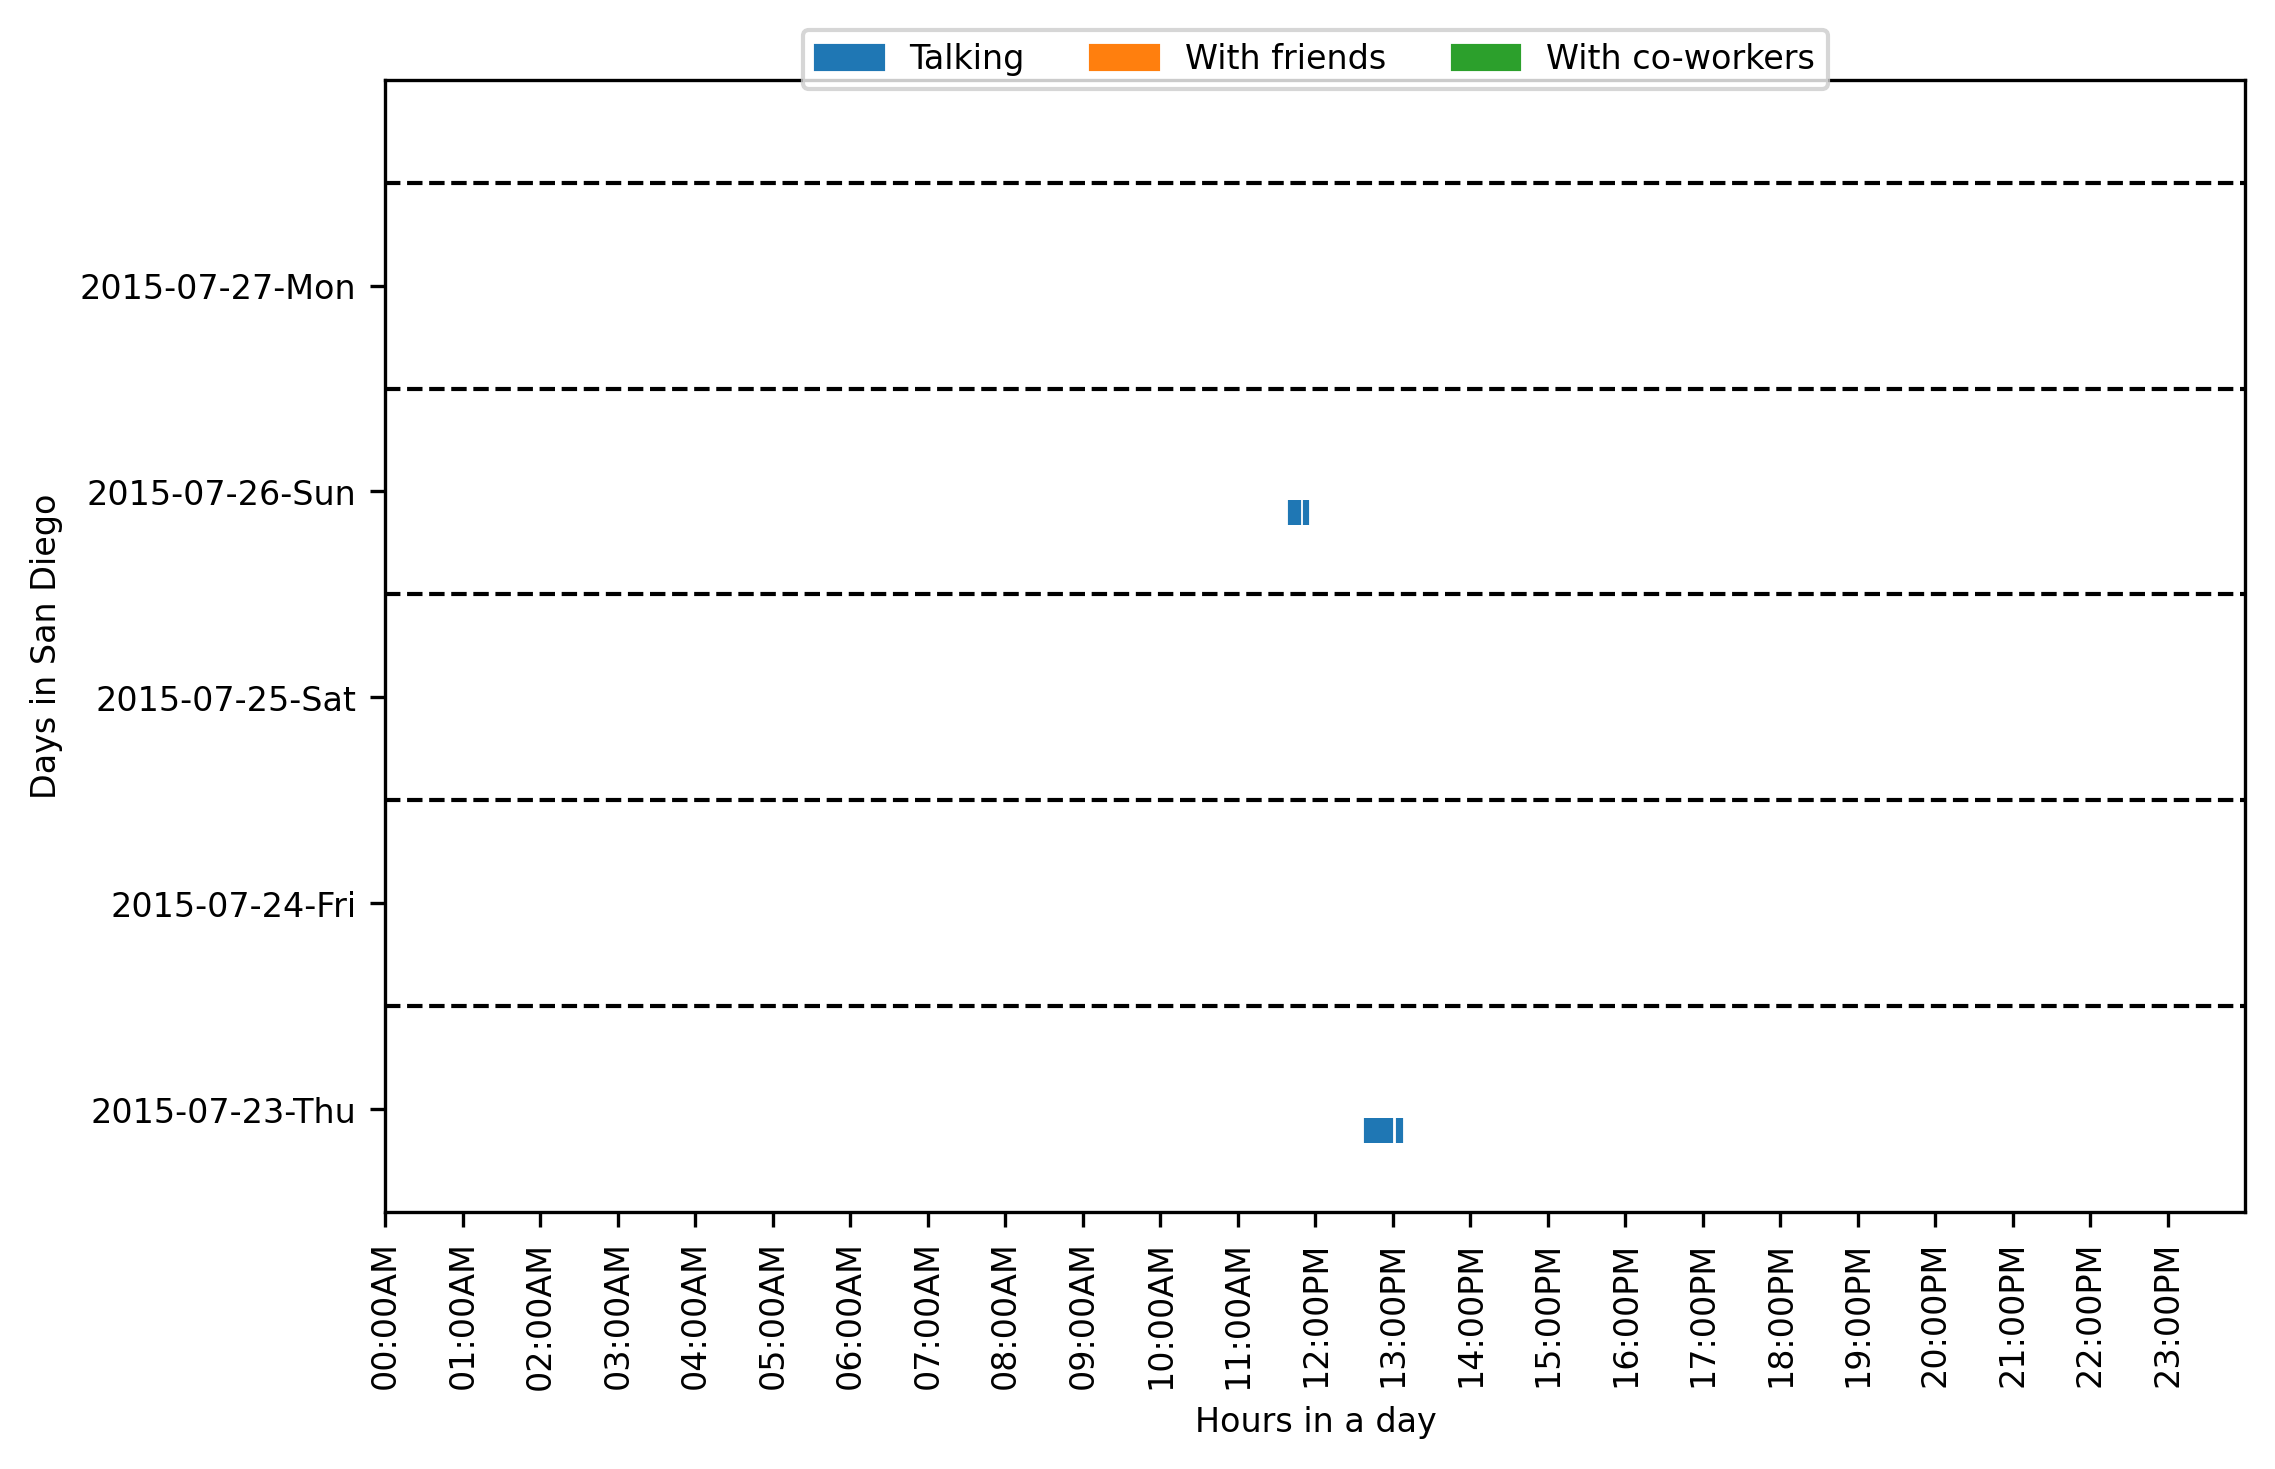 Talking With friends With co-workers
2015-07-27-Mon
2015-07-26-Sun
2015-07-25-Sat
2015-07-24-Fri
2015-07-23-Thu
Days in San Diego
00:00AM 01:00AM 02:00AM 03:00AM 04:00AM 05:00AM 06:00AM 07:00AM 08:00AM 09:00AM 10:00AM 11:00AM 12:00PM 13:00PM 14:00PM 15:00PM 16:00PM 17:00PM 18:00PM 19:00PM 20:00PM 21:00PM 22:00PM 23:00PM
Hours in a day